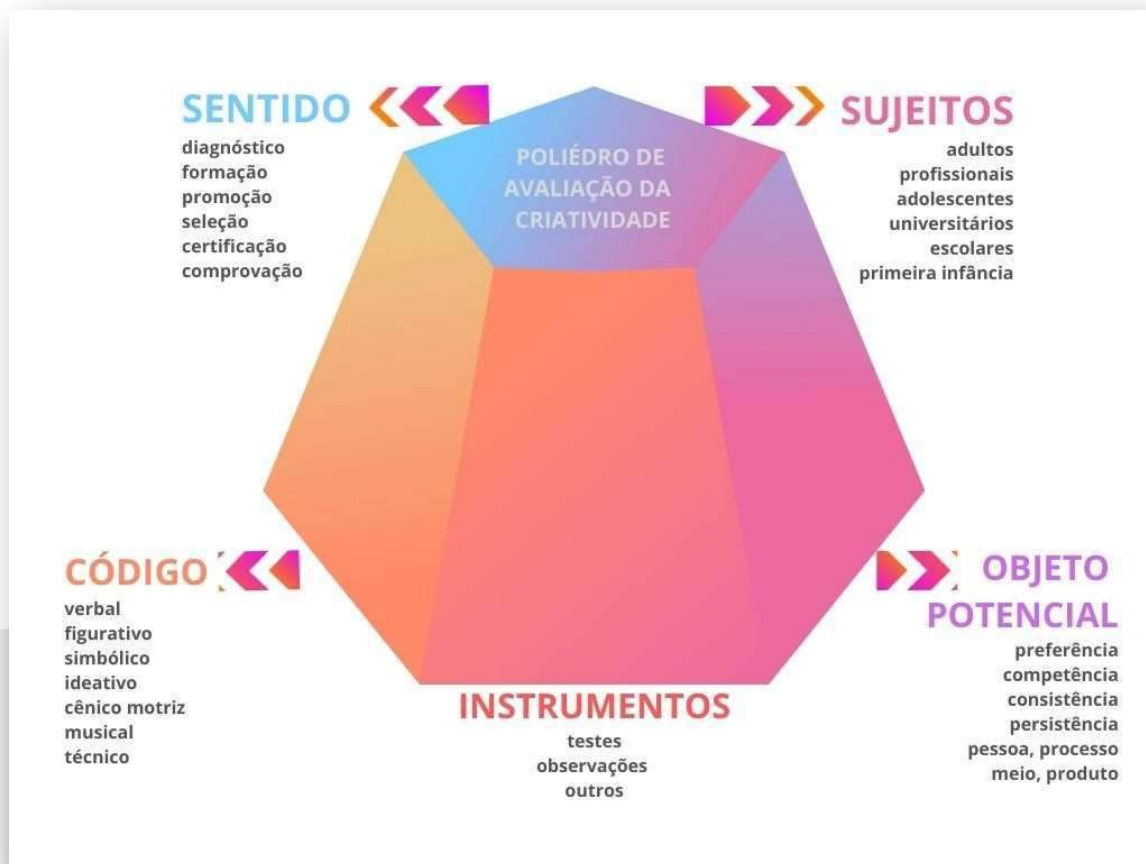 POLIÉDRO DE
AVALIAÇÃO DA
CRIATIVIDADE
SENTIDO
diagnóstico
formação
promoção
seleção
certificação
comprovação
SUJEITOS
adultos
profissionais
adolescentes
universitários
escolares
primeira infância
CÓDIGO
verbal
figurativo
simbólico
ideativo
cênico motriz
musical
técnico
INSTRUMENTOS
testes
observações
outros
OBJETO
POTENCIAL
preferência
competência
consistência
persistência
pessoa, processo
meio, produto